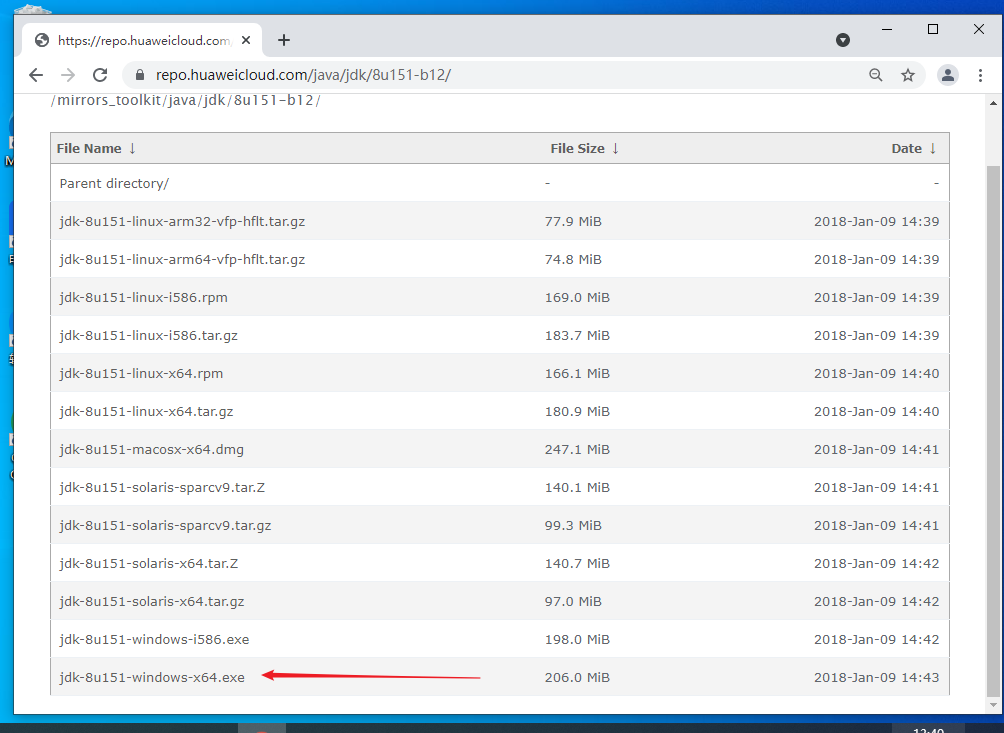 https://repo.huaweicloud.com
repo.huaweicloud.com/java/jdk/8u151-b12/
/mirrors_toolkit/java/jdk/8u151-b12/
File Name ↓ File Size ↓ Date ↓
Parent directory/ - -
jdk-8u151-linux-arm32-vfp-hflt.tar.gz 77.9 MiB 2018-Jan-09 14:39
jdk-8u151-linux-arm64-vfp-hflt.tar.gz 74.8 MiB 2018-Jan-09 14:39
jdk-8u151-linux-i586.rpm 169.0 MiB 2018-Jan-09 14:39
jdk-8u151-linux-i586.tar.gz 183.7 MiB 2018-Jan-09 14:39
jdk-8u151-linux-x64.rpm 166.1 MiB 2018-Jan-09 14:40
jdk-8u151-linux-x64.tar.gz 180.9 MiB 2018-Jan-09 14:40
jdk-8u151-macosx-x64.dmg 247.1 MiB 2018-Jan-09 14:41
jdk-8u151-solaris-sparcv9.tar.Z 140.1 MiB 2018-Jan-09 14:41
jdk-8u151-solaris-sparcv9.tar.gz 99.3 MiB 2018-Jan-09 14:41
jdk-8u151-solaris-x64.tar.Z 140.7 MiB 2018-Jan-09 14:42
jdk-8u151-solaris-x64.tar.gz 97.0 MiB 2018-Jan-09 14:42
jdk-8u151-windows-i586.exe 198.0 MiB 2018-Jan-09 14:42
jdk-8u151-windows-x64.exe 206.0 MiB 2018-Jan-09 14:43